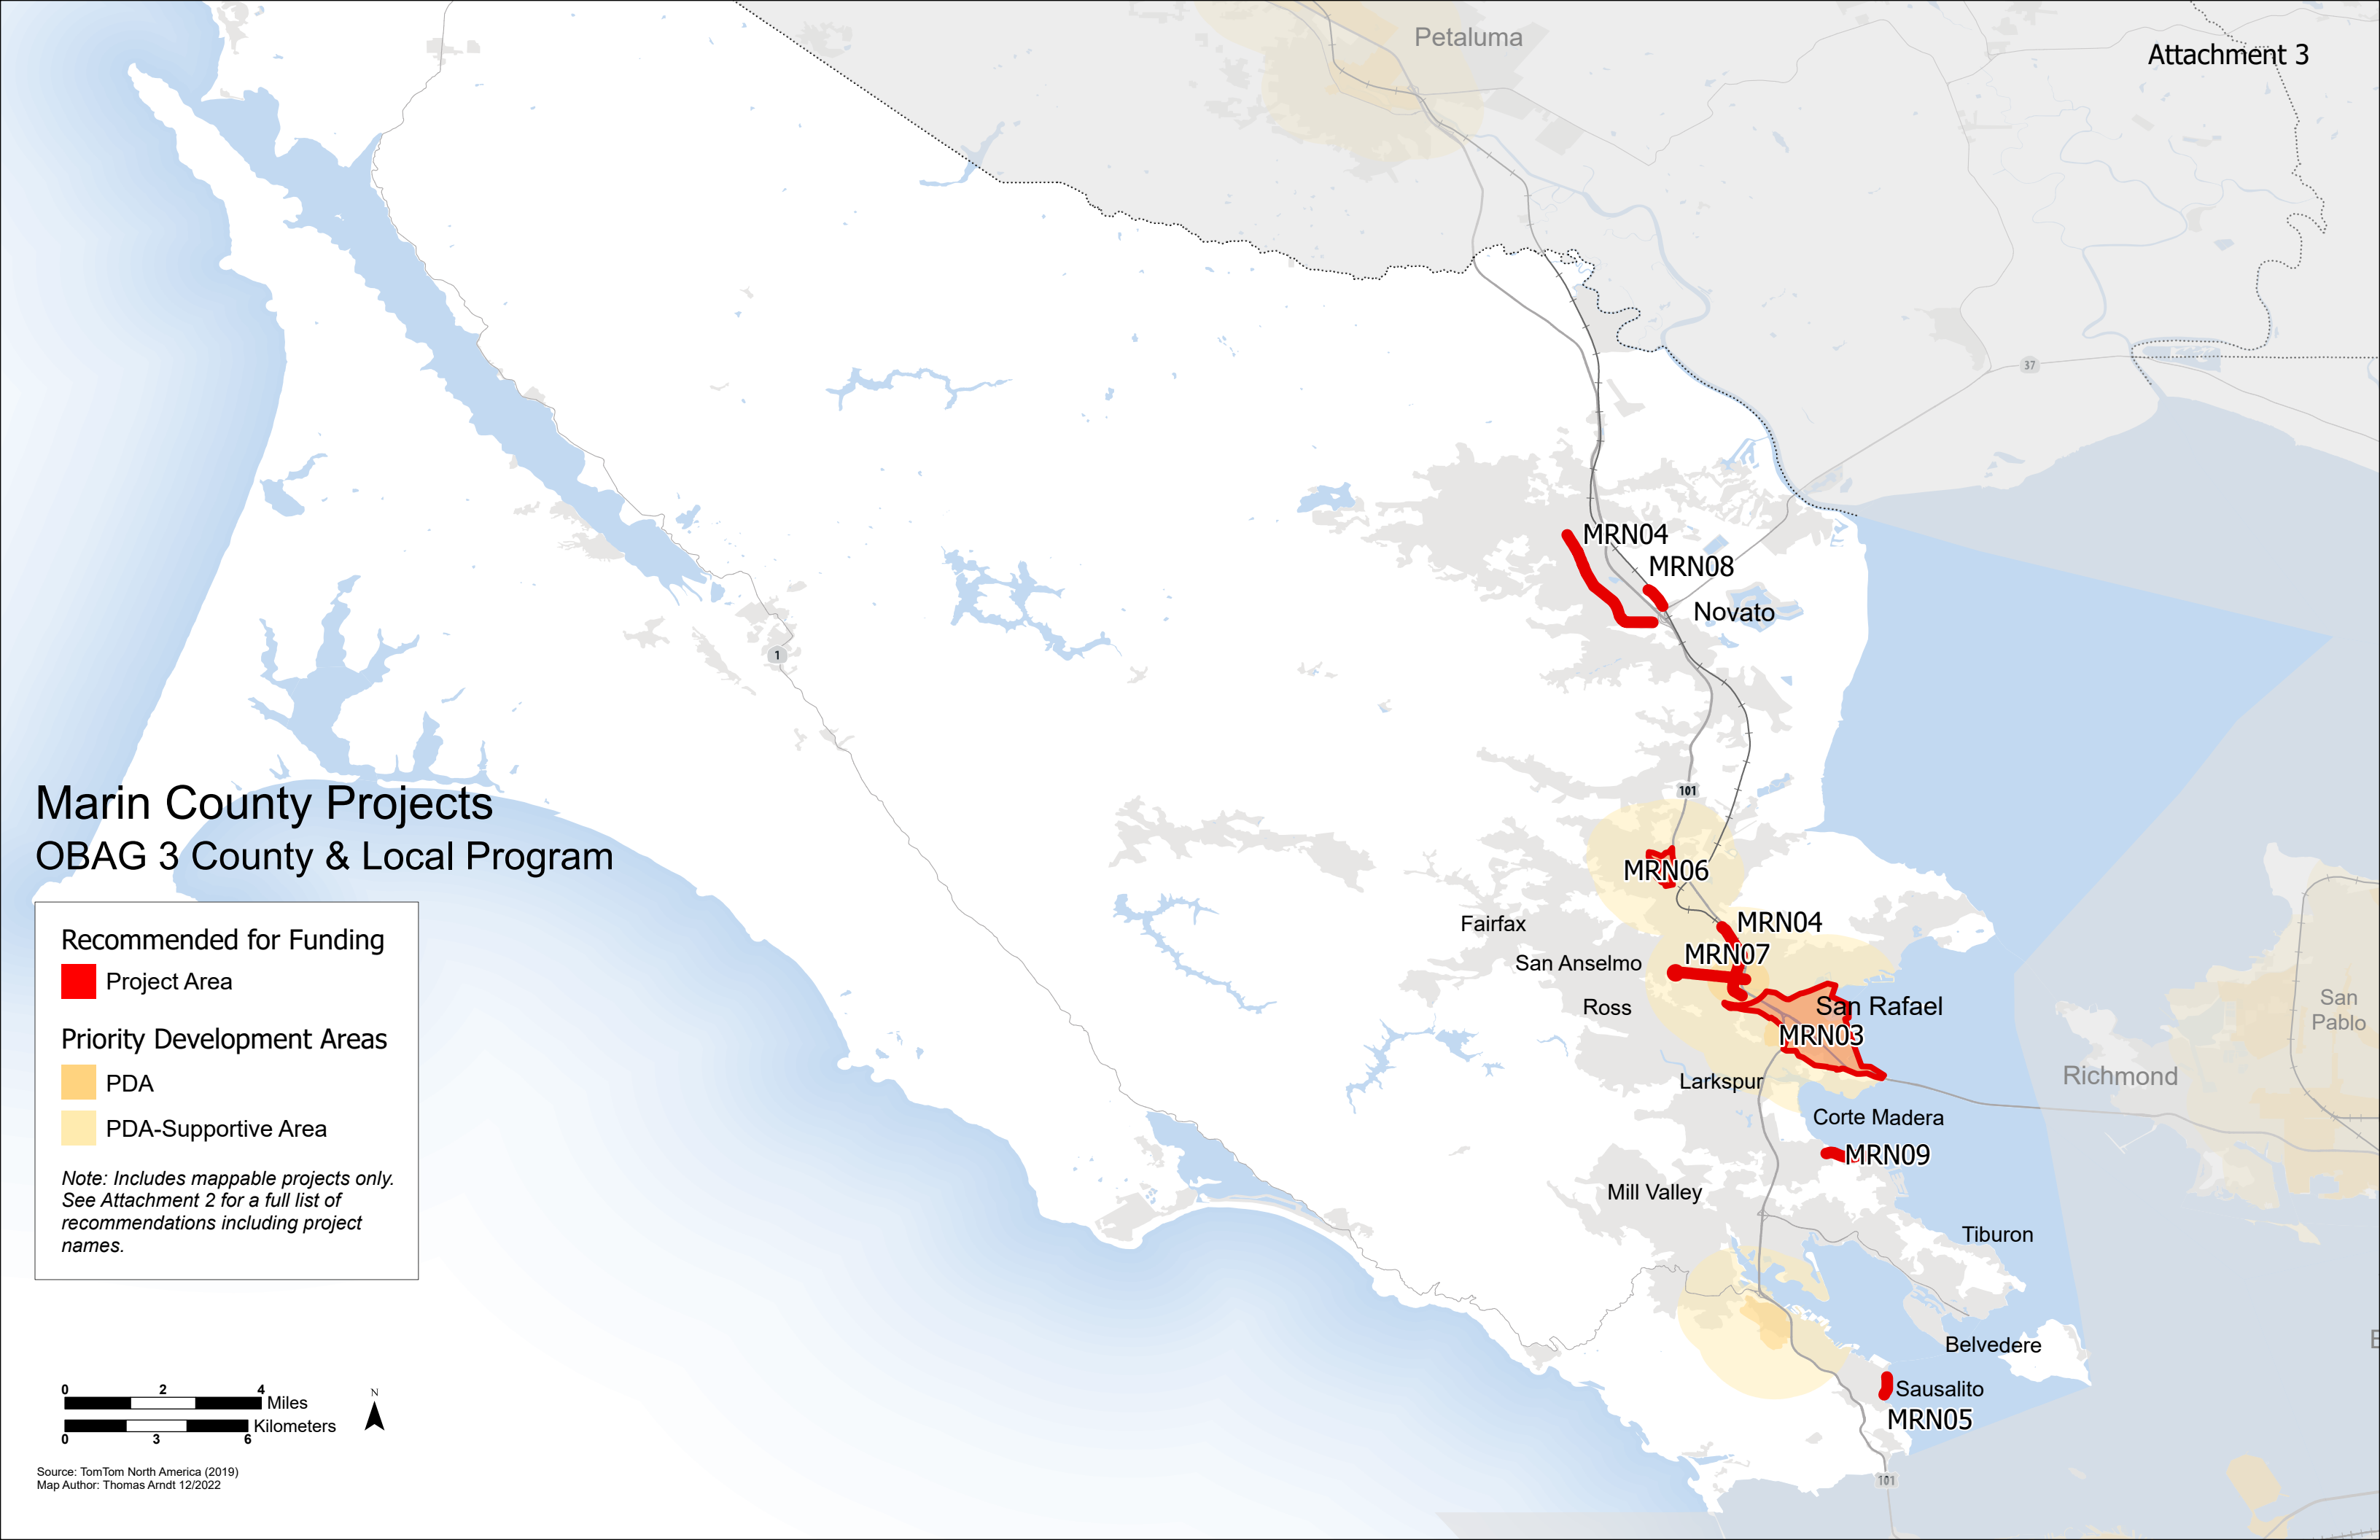 Petaluma
Attachment 3
37
MRN04
MRN08
Novato
1
101
Marin County Projects
OBAG 3 County & Local Program
MRN06
Fairfax
MRN04
MRN07
San Anselmo
Ross
San Rafael
MRN03
San
Pablo
Richmond
Larkspur
Corte Madera
MRN09
Mill Valley
Tiburon
Belvedere
Sausalito
MRN05
101
Recommended for Funding
Project Area
Priority Development Areas
PDA
PDA-Supportive Area
Note: Includes mappable projects only.
See Attachment 2 for a full list of
recommendations including project
names.
0 2 4
Miles
Kilometers
0 3 6
N
Source: TomTom North America (2019)
Map Author: Thomas Arndt 12/2022